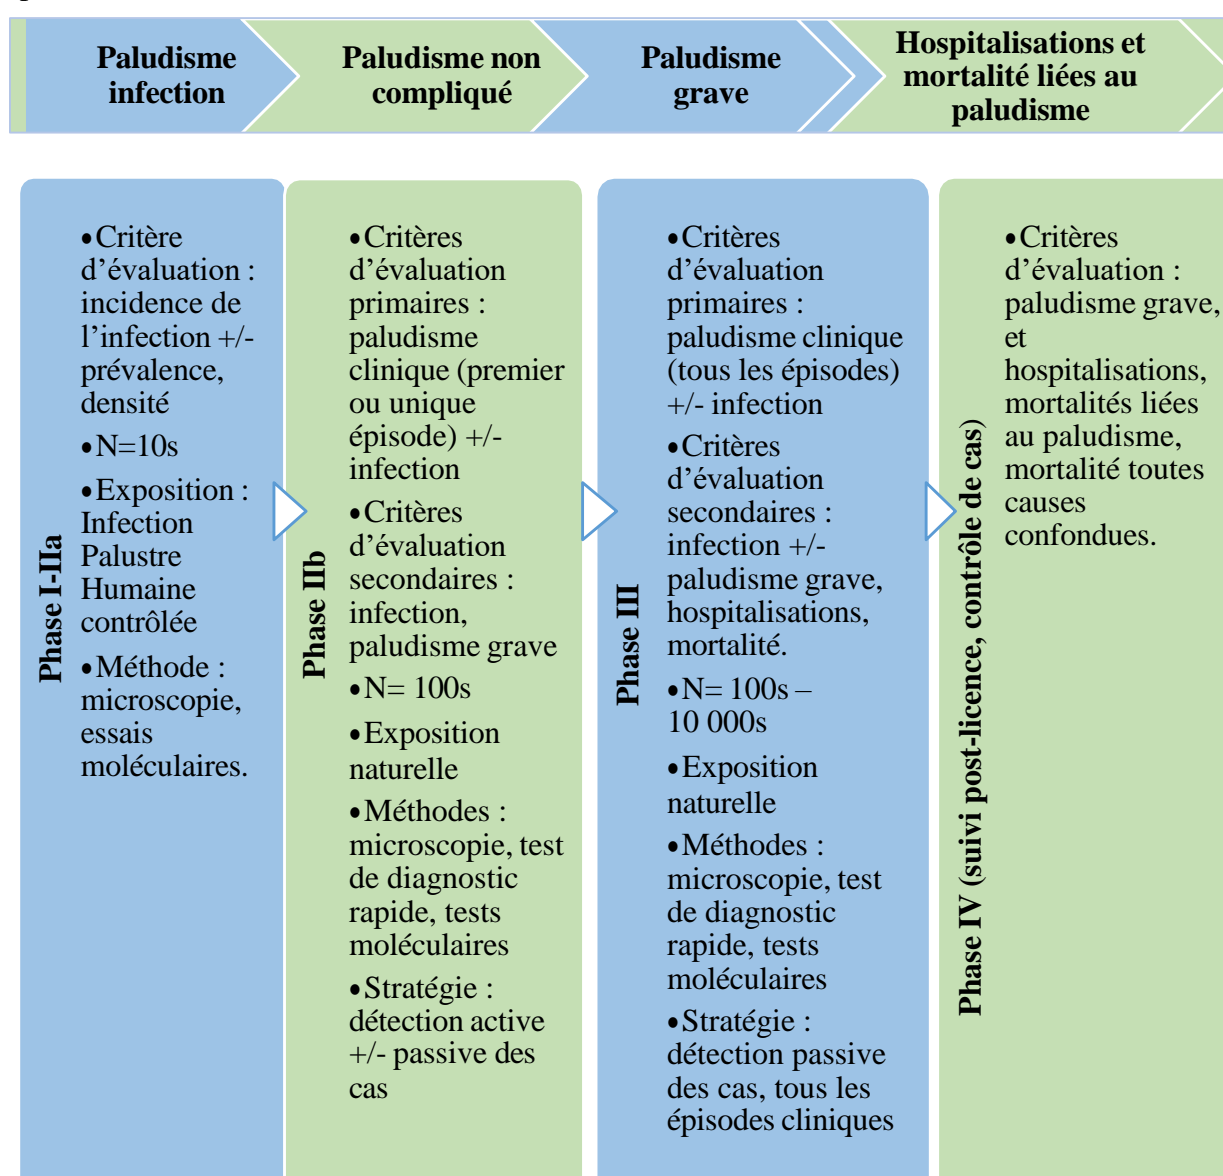 Paludisme
infection
Paludisme non
compliqué
Paludisme
grave
Hospitalisations et
mortalité liées au
paludisme
Phase I-IIa
•Critère
d’évaluation :
incidence de
l’infection +/-
prévalence,
densité
•N=10s
•Exposition :
Infection
Palustre
Humaine
contrôlée
•Méthode :
microscopie,
essais
moléculaires.
Phase IIb
•Critères
d’évaluation
primaires :
paludisme
clinique (premier
ou unique
épisode) +/-
infection
•Critères
d’évaluation
secondaires :
infection,
paludisme grave
•N= 100s
•Exposition
naturelle
•Méthodes :
microscopie, test
de diagnostic
rapide, tests
moléculaires
•Stratégie :
détection active
+/- passive des
cas
Phase III
•Critères
d’évaluation
primaires :
paludisme clinique
(tous les épisodes)
+/- infection
•Critères
d’évaluation
secondaires :
infection +/-
paludisme grave,
hospitalisations,
mortalité.
•N= 100s –
10 000s
•Exposition
naturelle
•Méthodes :
microscopie, test
de diagnostic
rapide, tests
moléculaires
•Stratégie :
détection passive
des cas, tous les
épisodes cliniques
Phase IV (suivi post-licence, contrôle de cas)
•Critères
d’évaluation :
paludisme grave,
et
hospitalisations,
mortalités liées
au paludisme,
mortalité toutes
causes
confondues.